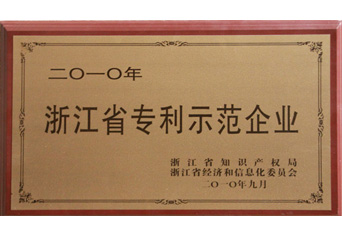 二〇一〇年
浙江省专利示范企业
浙江省知识产权局
浙江省经济和信息化委员会
二〇一〇年九月